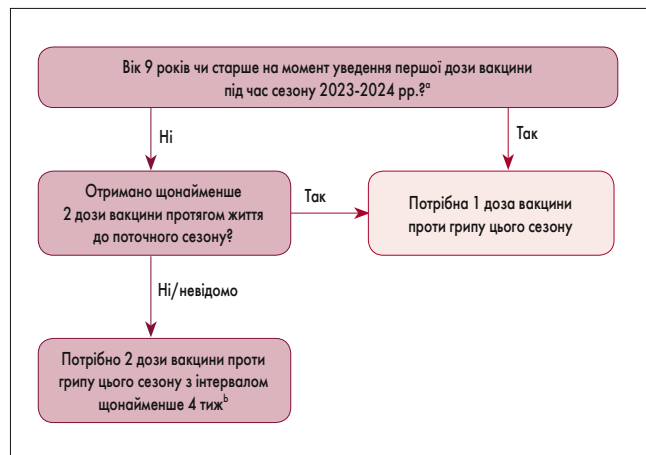 Вік 9 років чи старше на момент уведення першої дози вакцини
під час сезону 2023-2024 рр.?ª
Ні
Так
Отримано щонайменше
2 дози вакцини протягом життя
до поточного сезону?
Так
Потрібна 1 доза вакцини
проти грипу цього сезону
Ні/невідомо
Потрібно 2 дози вакцини проти
грипу цього сезону з інтервалом
щонайменше 4 тижᵇ